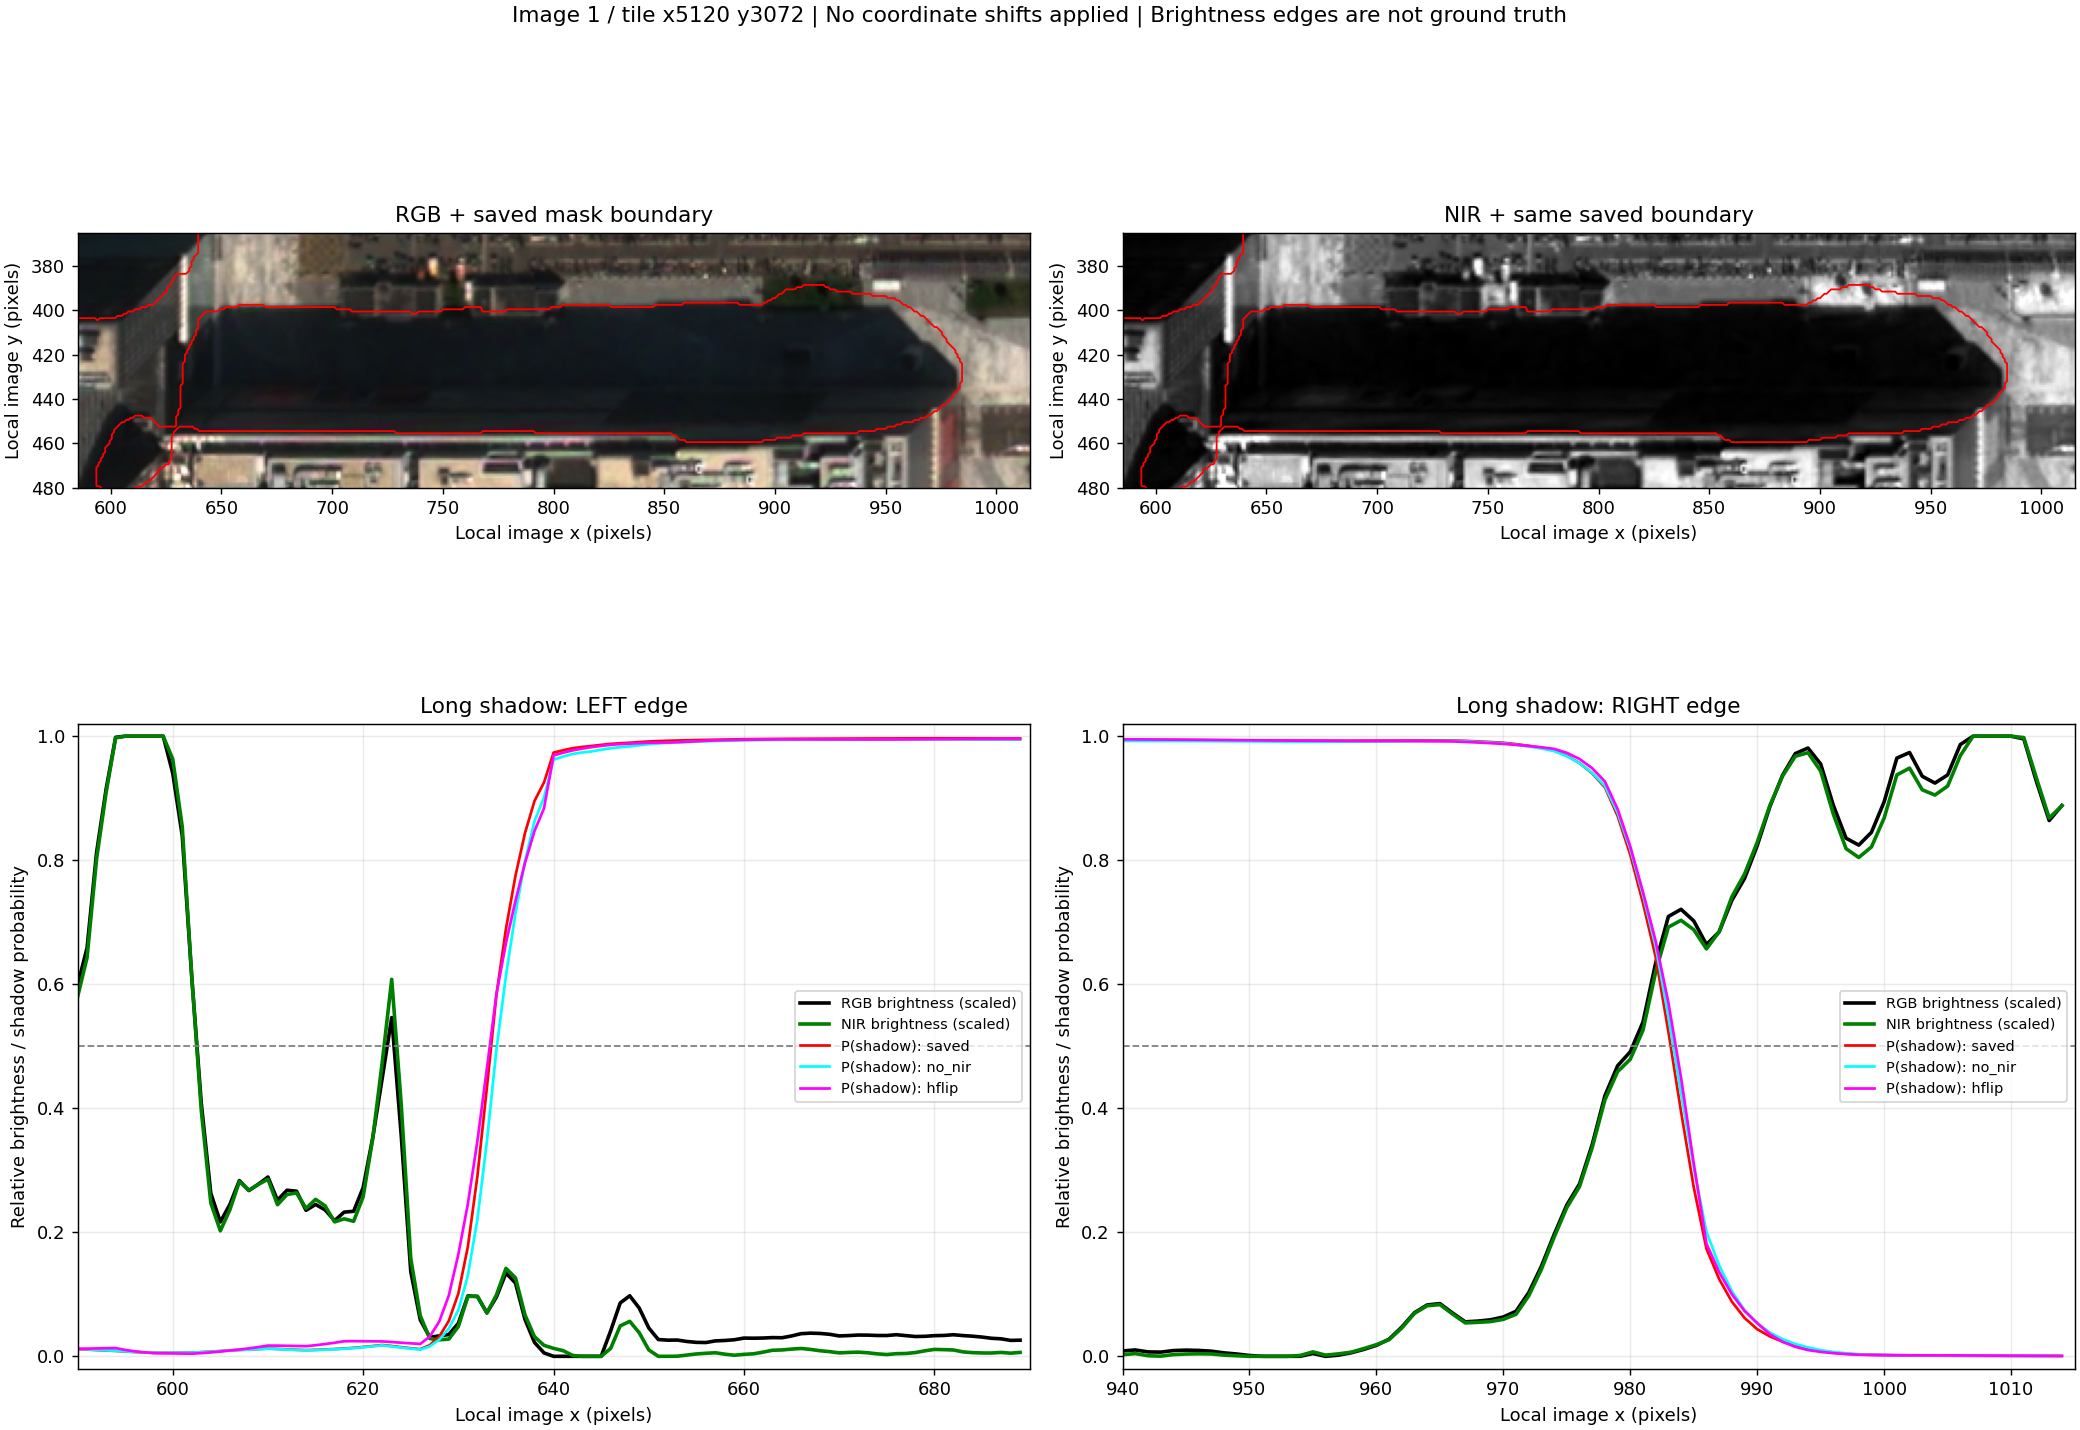 Image 1 / tile x5120 y3072 | No coordinate shifts applied | Brightness edges are not ground truth
RGB + saved mask boundary
Local image y (pixels)
380
400
420
440
460
480
600 650 700 750 800 850 900 950 1000
Local image x (pixels)
NIR + same saved boundary
Local image y (pixels)
380
400
420
440
460
480
600 650 700 750 800 850 900 950 1000
Local image x (pixels)
Long shadow: LEFT edge
Relative brightness / shadow probability
1.0
0.8
0.6
0.4
0.2
0.0
RGB brightness (scaled)
NIR brightness (scaled)
P(shadow): saved
P(shadow): no_nir
P(shadow): hflip
600 620 640 660 680
Local image x (pixels)
Long shadow: RIGHT edge
Relative brightness / shadow probability
1.0
0.8
0.6
0.4
0.2
0.0
RGB brightness (scaled)
NIR brightness (scaled)
P(shadow): saved
P(shadow): no_nir
P(shadow): hflip
940 950 960 970 980 990 1000 1010
Local image x (pixels)